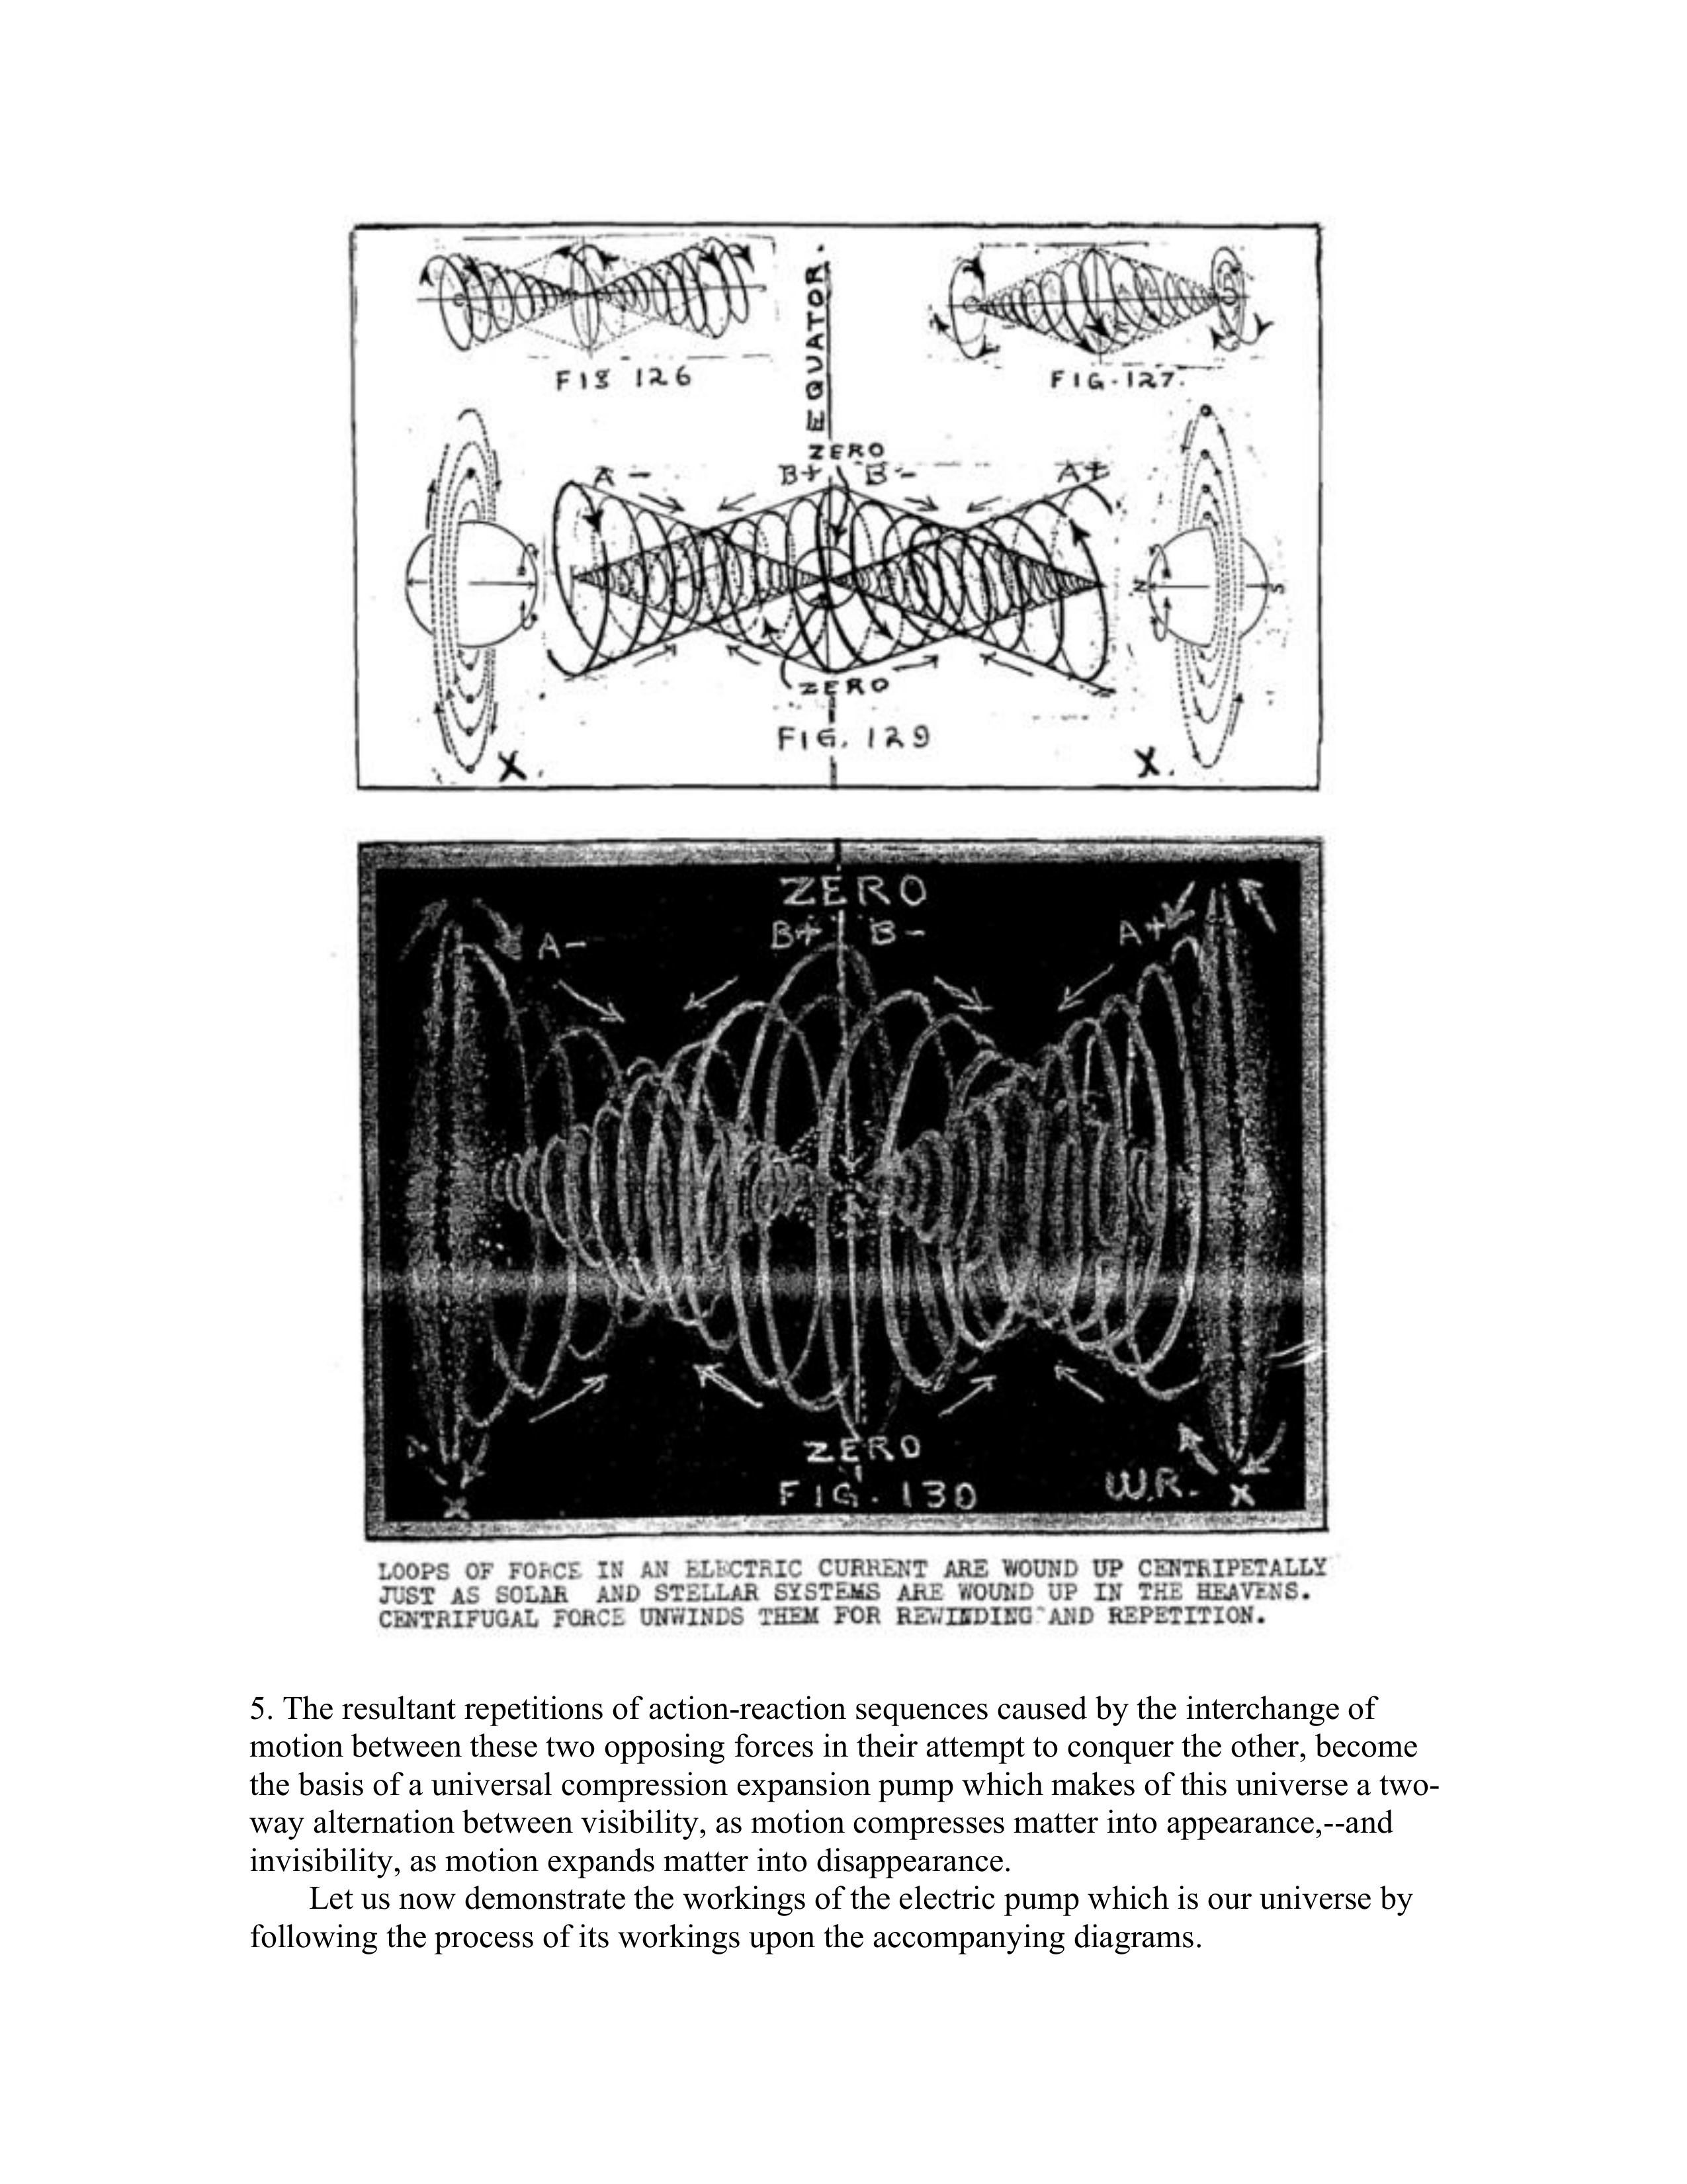 FIG 126
EQUATOR.
FIG-127.
ZERO
A -
B+
B -
A+
N
S
ZERO
FIG. 129
X.
X.
ZERO
A-
B+
B -
A+
ZERO
FIG. 130
W.R.
X
X
LOOPS OF FORCE IN AN ELECTRIC CURRENT ARE WOUND UP CENTRIPETALLY
JUST AS SOLAR AND STELLAR SYSTEMS ARE WOUND UP IN THE HEAVENS.
CENTRIFUGAL FORCE UNWINDS THEM FOR REWINDING AND REPETITION.
5. The resultant repetitions of action-reaction sequences caused by the interchange of
motion between these two opposing forces in their attempt to conquer the other, become
the basis of a universal compression expansion pump which makes of this universe a two-
way alternation between visibility, as motion compresses matter into appearance,--and
invisibility, as motion expands matter into disappearance.
Let us now demonstrate the workings of the electric pump which is our universe by
following the process of its workings upon the accompanying diagrams.